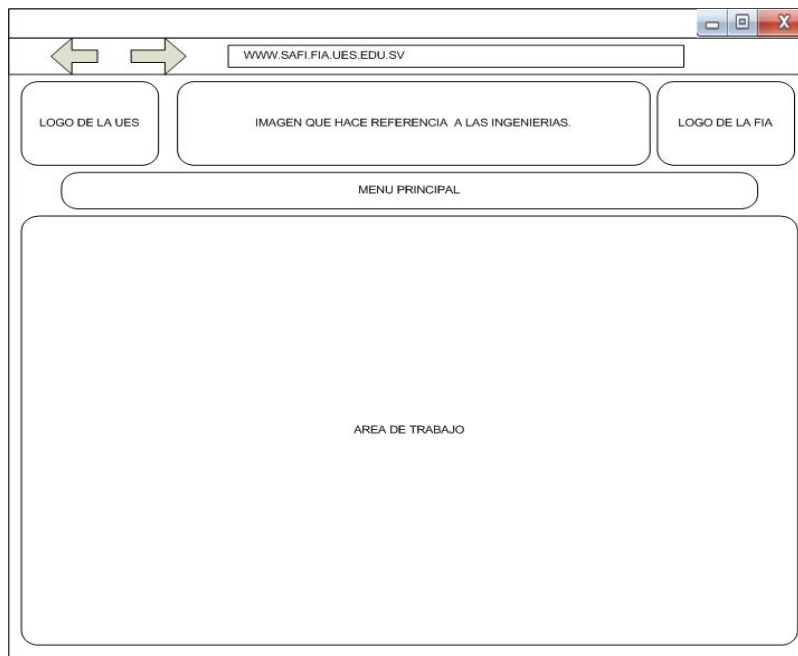 X
WWW.SAFI.FIA.UES.EDU.SV
LOGO DE LA UES
IMAGEN QUE HACE REFERENCIA A LAS INGENIERIAS.
LOGO DE LA FIA
MENU PRINCIPAL
AREA DE TRABAJO